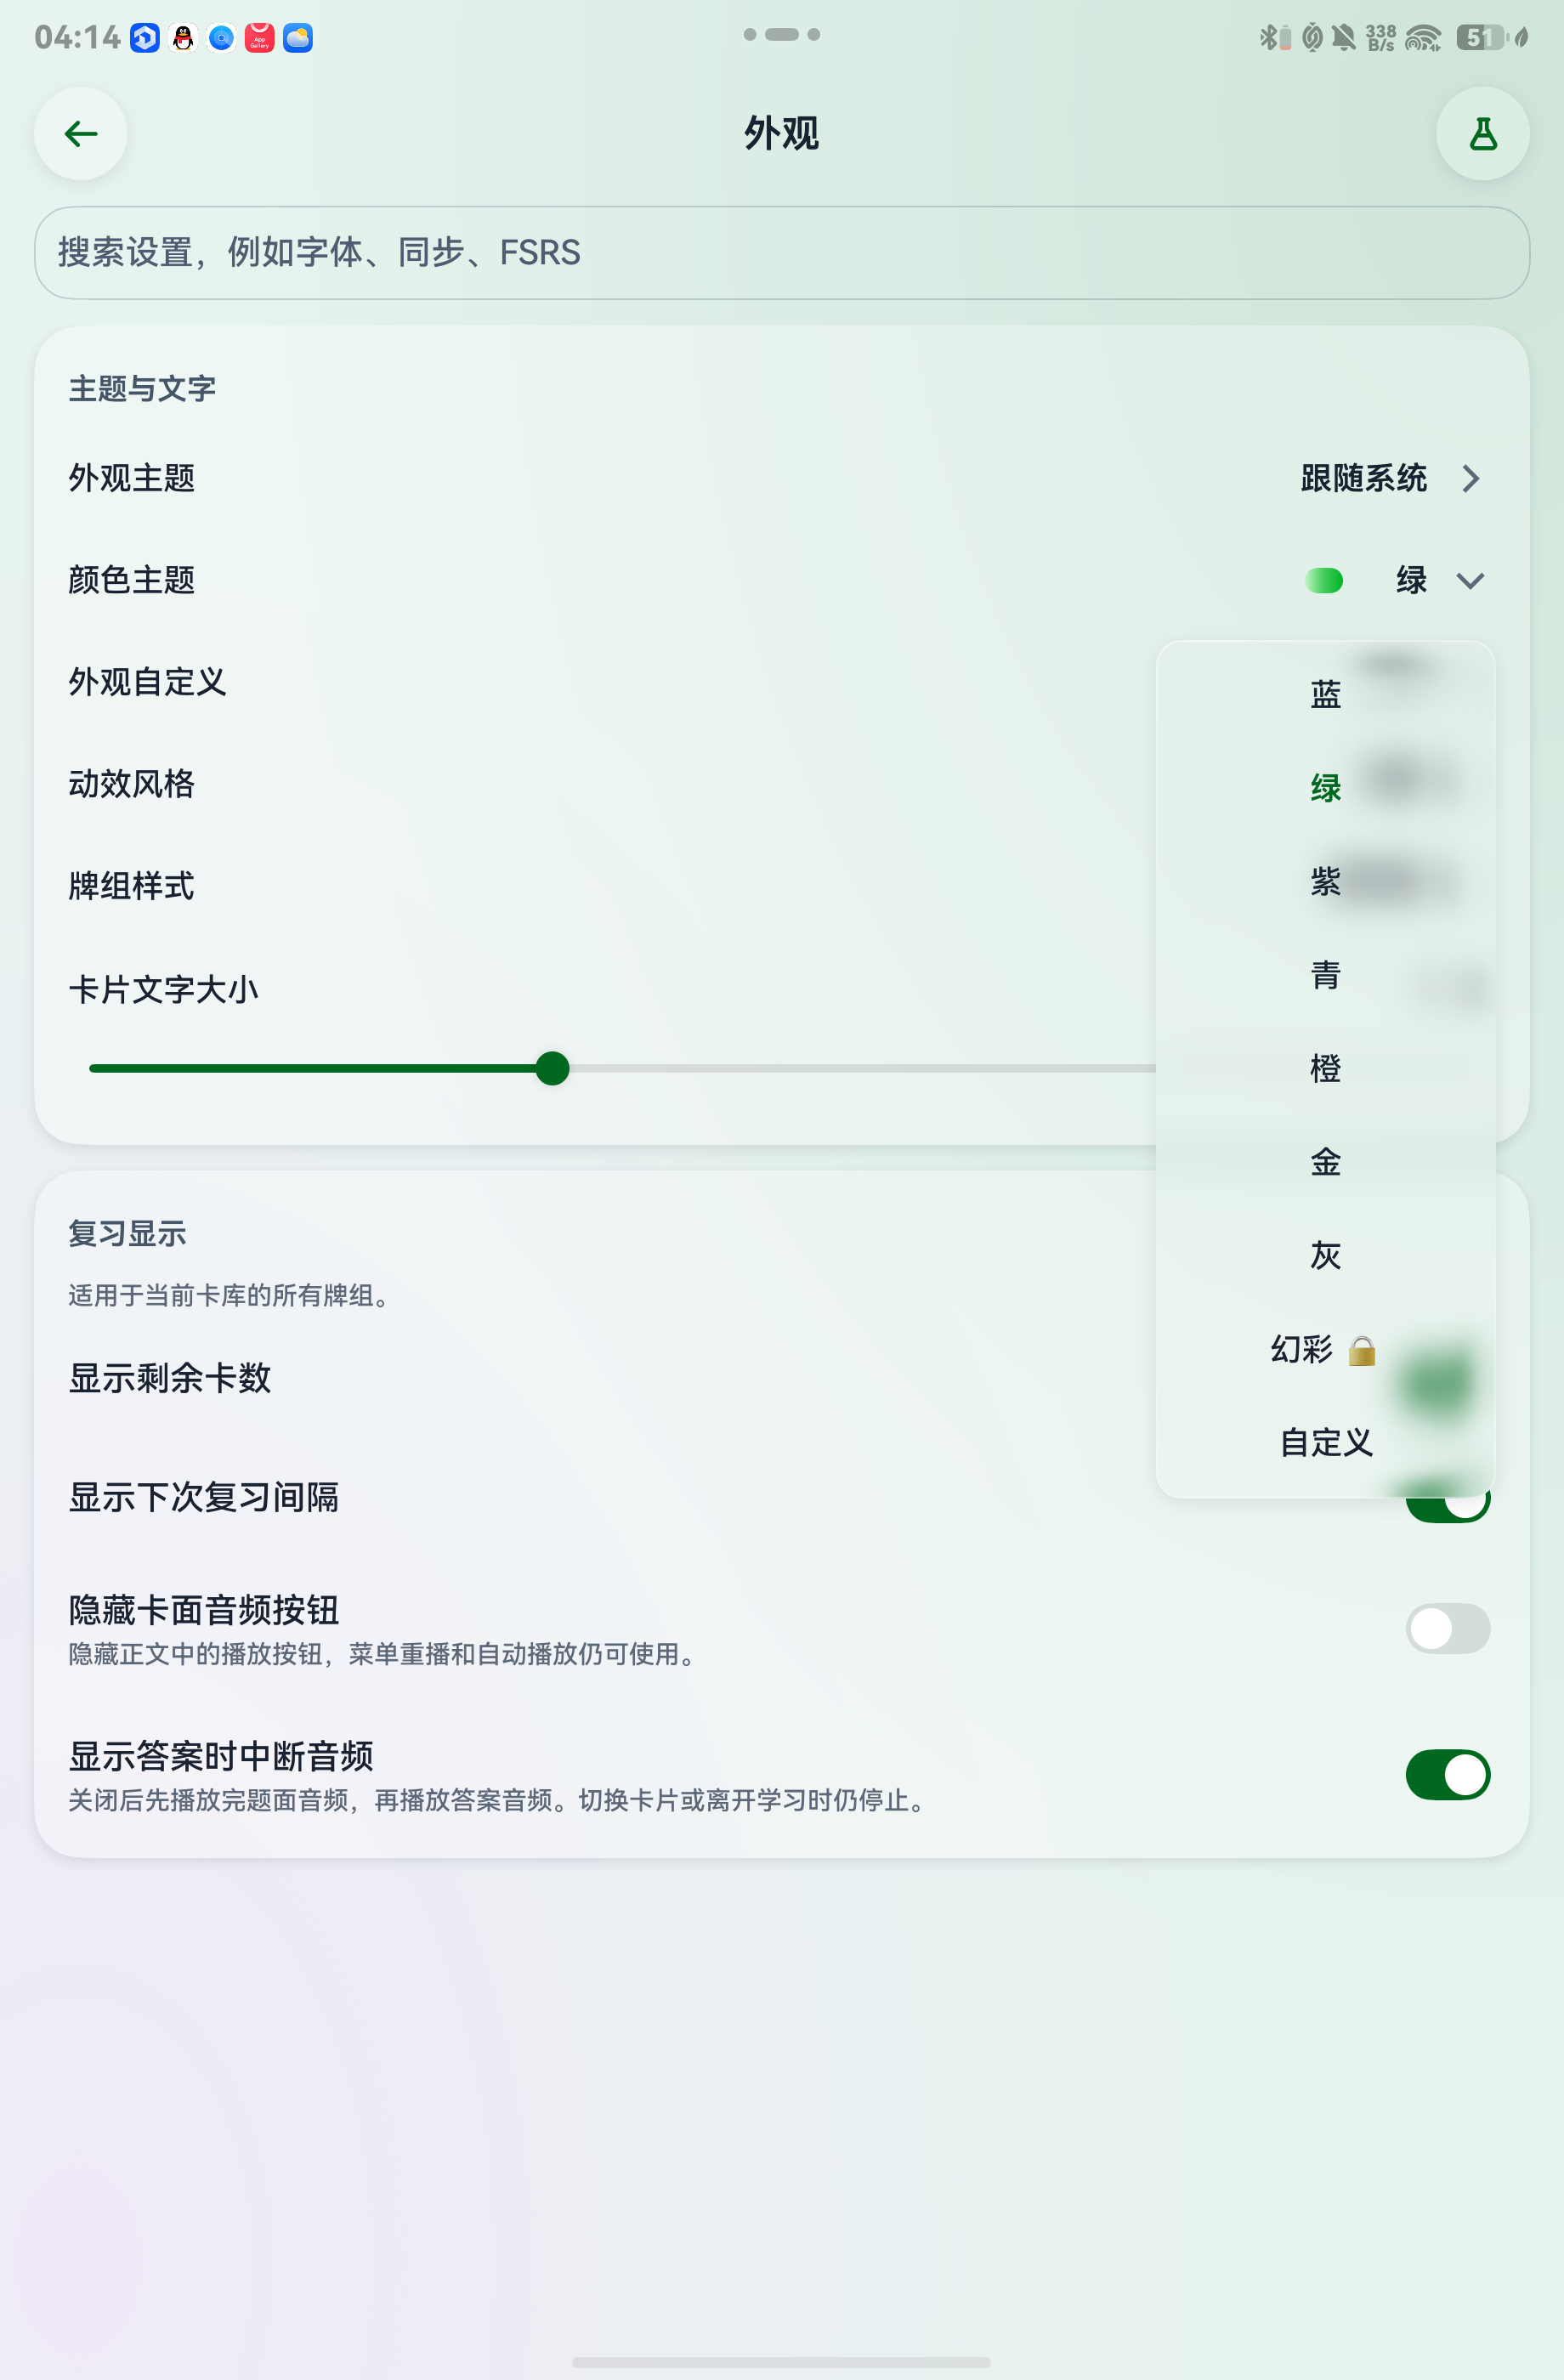 04:14
App
Gallery
338
B/s
51
外观
搜索设置，例如字体、同步、FSRS
主题与文字
外观主题
跟随系统
颜色主题
绿
外观自定义
蓝
动效风格
绿
牌组样式
紫
卡片文字大小
青
橙
金
复习显示
灰
适用于当前卡库的所有牌组。
显示剩余卡数
幻彩 🔒
自定义
显示下次复习间隔
隐藏卡面音频按钮
隐藏正文中的播放按钮，菜单重播和自动播放仍可使用。
显示答案时中断音频
关闭后先播放完题面音频，再播放答案音频。切换卡片或离开学习时仍停止。